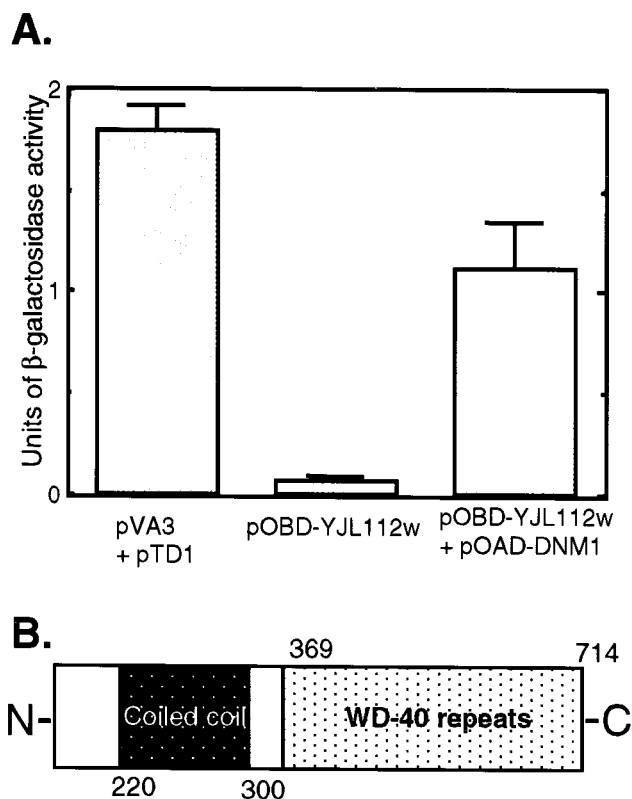 A.
Units of β-galactosidase activity
2
1
0
pVA3
+ pTD1
pOBD-YJL112w
pOBD-YJL112w
+ pOAD-DNM1
B.
369
714
N-
Coiled coil
WD-40 repeats
-C
220
300